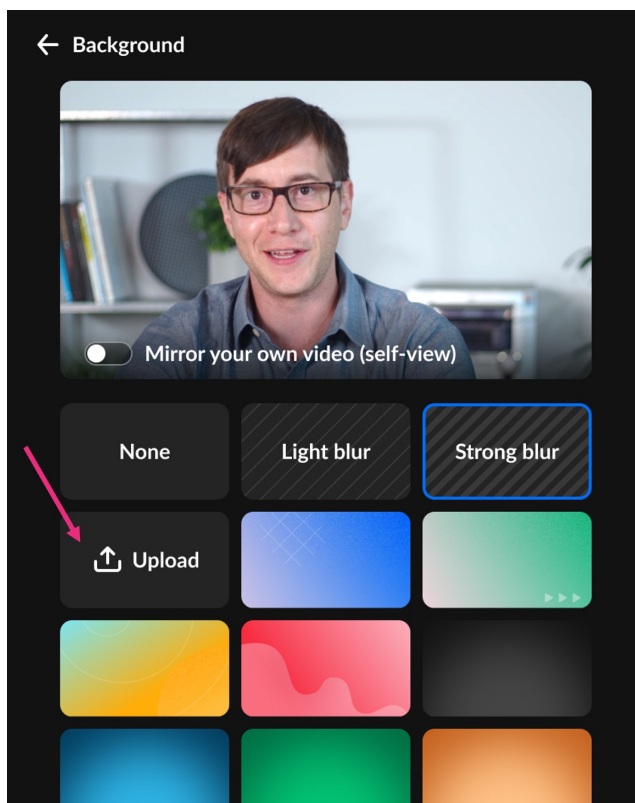 Background
Mirror your own video (self-view)
None
Light blur
Strong blur
Upload